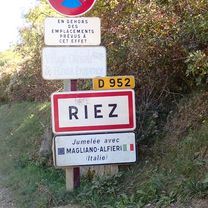 EN DEHORS
DES
EMPLACEMENTS
PRÉVUS A
CET EFFET
D 952
RIEZ
Jumelée avec
MAGLIANO-ALFIERI
(Italie)